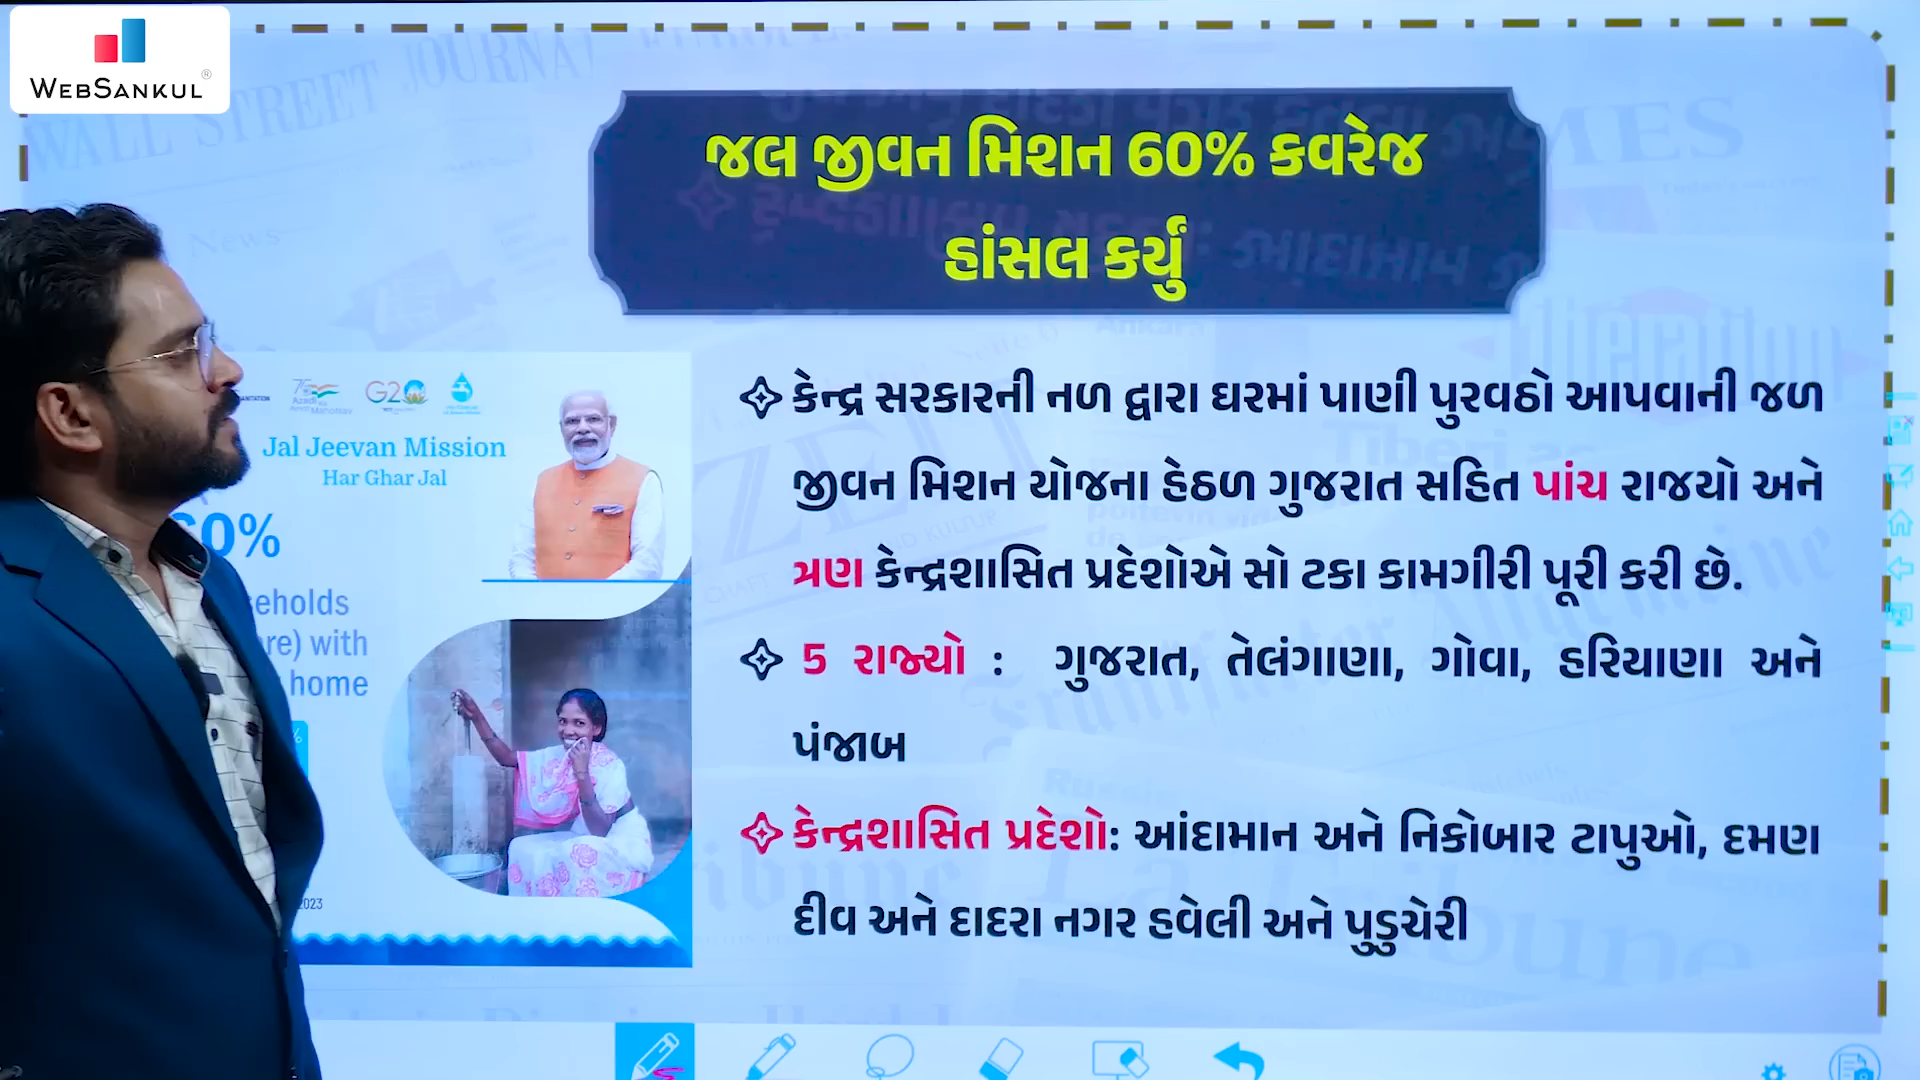 WEBSANKUL®
જલ જીવન મિશન 60% કવરેજ
હાંસલ કર્યું
કેન્દ્ર સરકારની નળ દ્વારા ઘરમાં પાણી પુરવઠો આપવાની જળ
જીવન મિશન યોજના હેઠળ ગુજરાત સહિત પાંચ રાજયો અને
ત્રણ કેન્દ્રશાસિત પ્રદેશોએ સો ટકા કામગીરી પૂરી કરી છે.
5 રાજ્યો : ગુજરાત, તેલંગાણા, ગોવા, હરિયાણા અને
પંજાબ
કેન્દ્રશાસિત પ્રદેશો: આંદામાન અને નિકોબાર ટાપુઓ, દમણ
દીવ અને દાદરા નગર હવેલી અને પુડુચેરી
G20
Jal Jeevan Mission
Har Ghar Jal
60%
with
home
2023